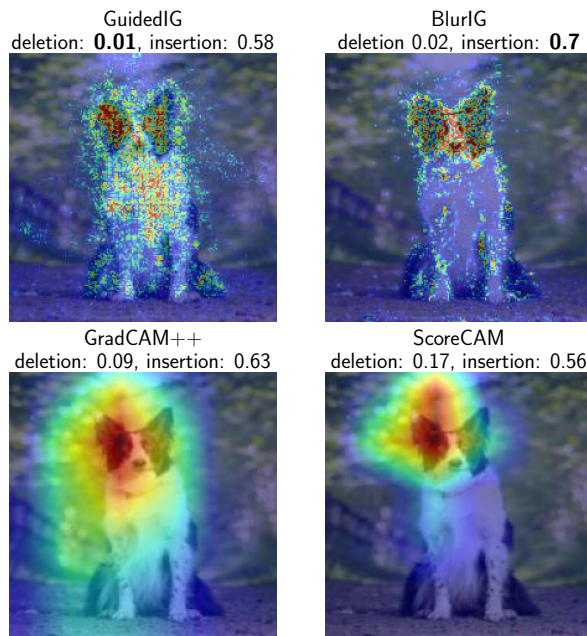 GuidedIG
deletion: 0.01, insertion: 0.58
BlurIG
deletion 0.02, insertion: 0.7
GradCAM++
deletion: 0.09, insertion: 0.63
ScoreCAM
deletion: 0.17, insertion: 0.56